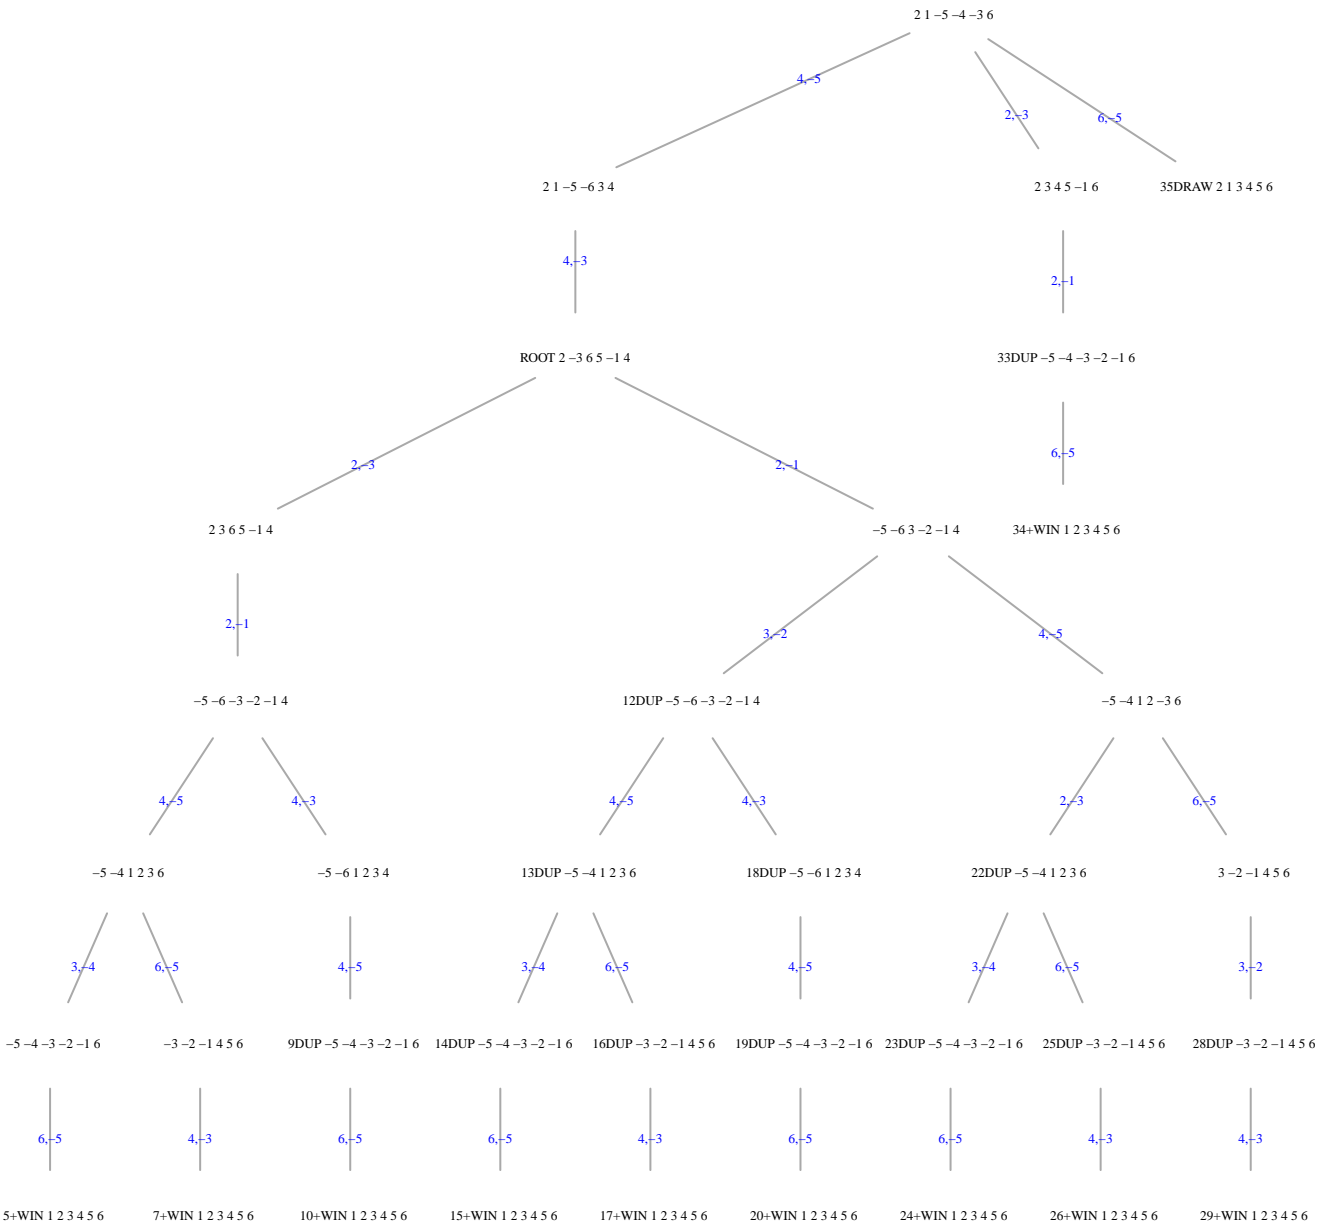 2 1 −5 −4 −3 6
4,−5
2,−3
6,−5
2 1 −5 −6 3 4
2 3 4 5 −1 6
35DRAW 2 1 3 4 5 6
4,−3
2,−1
ROOT 2 −3 6 5 −1 4
33DUP −5 −4 −3 −2 −1 6
2,−3
2,−1
6,−5
2 3 6 5 −1 4
−5 −6 3 −2 −1 4
34+WIN 1 2 3 4 5 6
2,−1
3,−2
4,−5
−5 −6 −3 −2 −1 4
12DUP −5 −6 −3 −2 −1 4
−5 −4 1 2 −3 6
4,−5
4,−3
4,−5
4,−3
2,−3
6,−5
−5 −4 1 2 3 6
−5 −6 1 2 3 4
13DUP −5 −4 1 2 3 6
18DUP −5 −6 1 2 3 4
22DUP −5 −4 1 2 3 6
3 −2 −1 4 5 6
3,−4
6,−5
4,−5
3,−4
6,−5
4,−5
3,−4
6,−5
3,−2
−5 −4 −3 −2 −1 6
−3 −2 −1 4 5 6
9DUP −5 −4 −3 −2 −1 6
14DUP −5 −4 −3 −2 −1 6
16DUP −3 −2 −1 4 5 6
19DUP −5 −4 −3 −2 −1 6
23DUP −5 −4 −3 −2 −1 6
25DUP −3 −2 −1 4 5 6
28DUP −3 −2 −1 4 5 6
6,−5
4,−3
6,−5
6,−5
4,−3
6,−5
6,−5
4,−3
4,−3
5+WIN 1 2 3 4 5 6
7+WIN 1 2 3 4 5 6
10+WIN 1 2 3 4 5 6
15+WIN 1 2 3 4 5 6
17+WIN 1 2 3 4 5 6
20+WIN 1 2 3 4 5 6
24+WIN 1 2 3 4 5 6
26+WIN 1 2 3 4 5 6
29+WIN 1 2 3 4 5 6